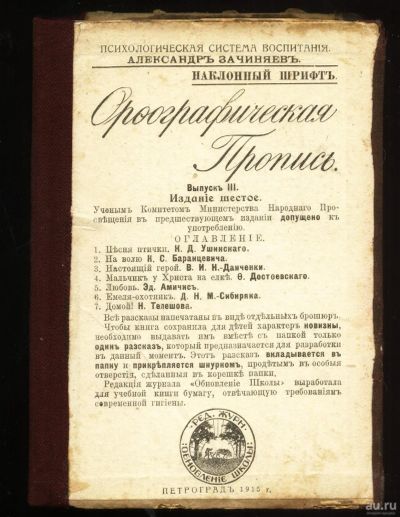 ПСИХОЛОГИЧЕСКАЯ СИСТЕМА ВОСПИТАНІЯ.
АЛЕКСАНДРЪ ЗАЧИНЯЕВЪ.
НАКЛОННЫЙ ШРИФТЪ.
Орѳографическая
Пропись.
Выпускъ III.
Изданіе шестое.
Ученымъ Комитетомъ Министерства Народнаго Про-
свѣщенія въ предшествующемъ изданіи допущено къ
употребленію.
ОГЛАВЛЕНІЕ.
1. Пѣсня птички. К. Д. Ушинскаго.
2. На волю К. С. Баранцевича.
3. Настоящій герой. В. И. Н.-Данченки.
4. Мальчикъ у Христа на елкѣ. Ѳ. Достоевскаго.
5. Любовь. Эд. Амичисъ.
6. Емеля-охотникъ. Д. Н. М.-Сибиряка.
7. Домой! Н. Телешова.
Всѣ разсказы напечатаны въ видѣ отдѣльныхъ брошюръ.
Чтобы книга сохранила для дѣтей характеръ новизны,
необходимо выдавать имъ вмѣстѣ съ папкой только
одинъ разсказъ, который предназначается для разработки
въ данный моментъ. Этотъ разсказъ вкладывается въ
папку и прикрѣпляется шнуркомъ, продѣтымъ въ особыя
отверстія, сдѣланныя въ корешкѣ папки.
Редакція журнала «Обновленіе Школы» выработала
для учебной книги бумагу, отвѣчающую требованіямъ
современной гигіены.
РЕД. ЖУРН.
ОБНОВЛЕНІЕ ШКОЛЫ
ПЕТРОГРАДЪ 1915 г.
au.ru